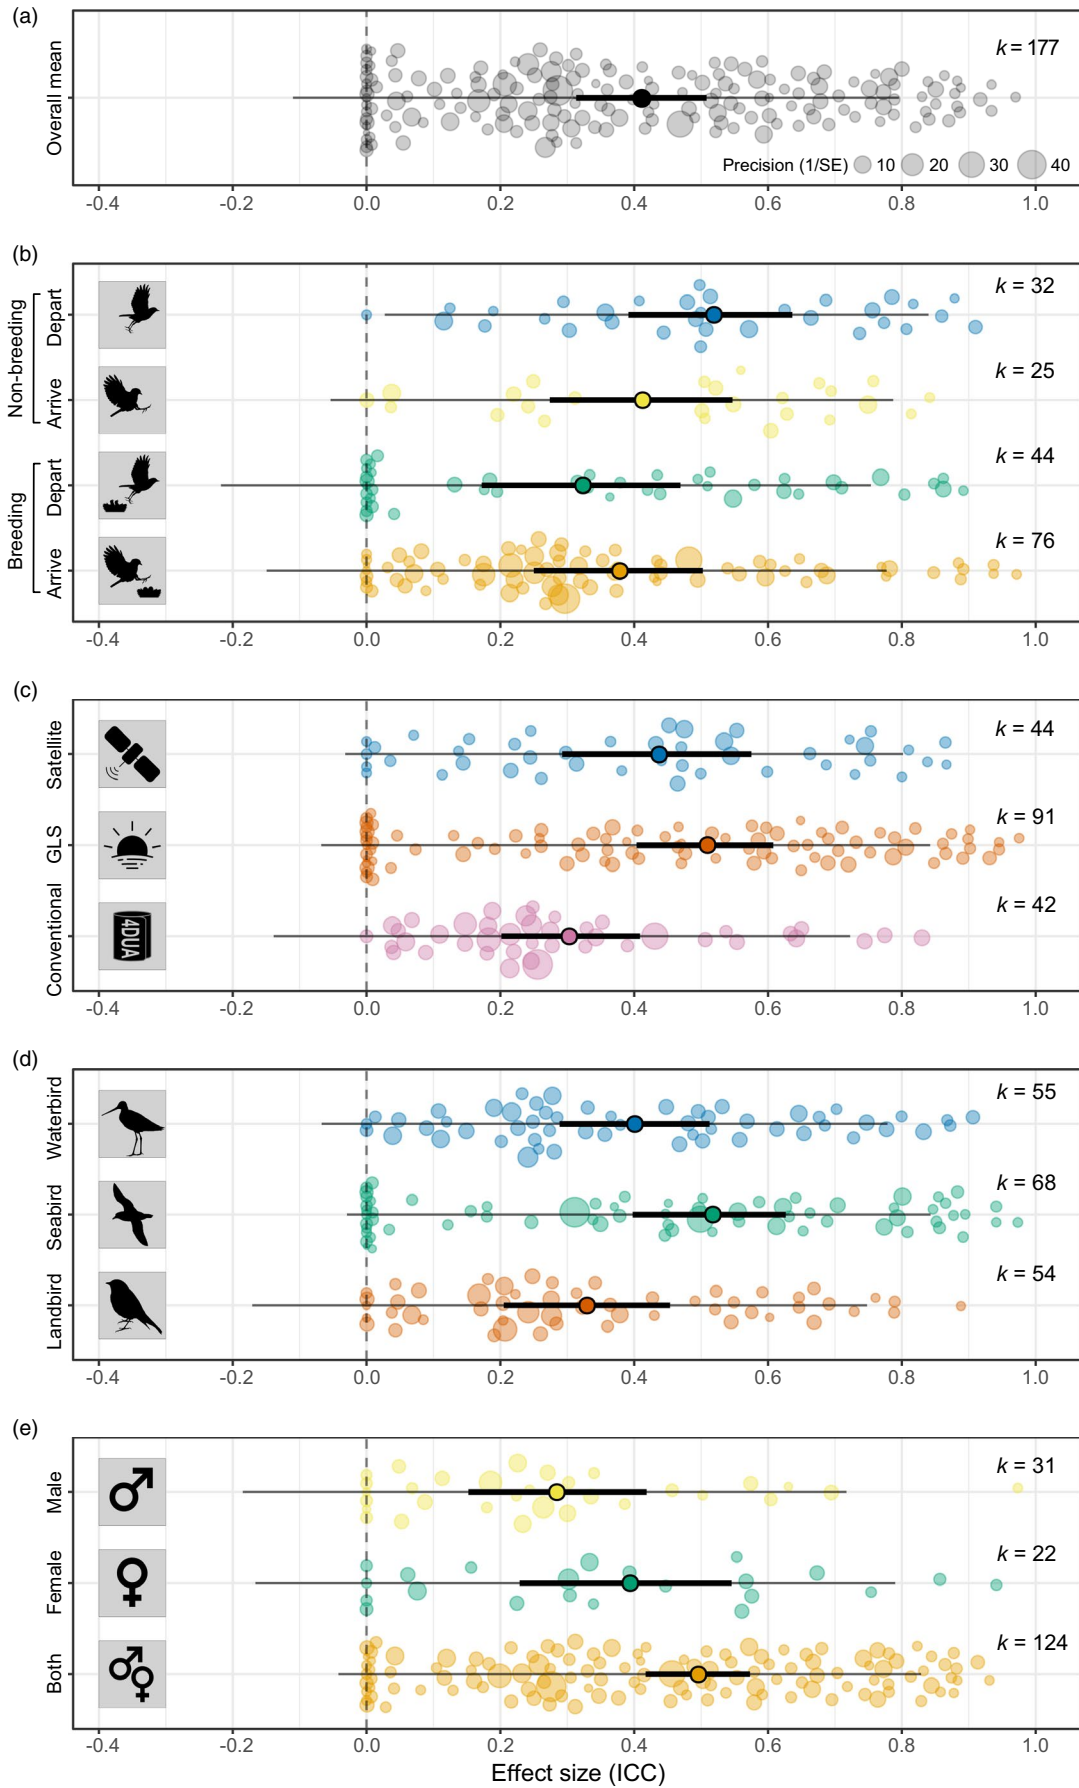 (a)
Overall mean
k = 177
Precision (1/SE) 10 20 30 40
-0.4 -0.2 0.0 0.2 0.4 0.6 0.8 1.0
(b)
Non-breeding
Depart
k = 32
Arrive
k = 25
Breeding
Depart
k = 44
Arrive
k = 76
-0.4 -0.2 0.0 0.2 0.4 0.6 0.8 1.0
(c)
Satellite
k = 44
GLS
k = 91
Conventional
4DUA
k = 42
-0.4 -0.2 0.0 0.2 0.4 0.6 0.8 1.0
(d)
Waterbird
k = 55
Seabird
k = 68
Landbird
k = 54
-0.4 -0.2 0.0 0.2 0.4 0.6 0.8 1.0
(e)
Male
k = 31
Female
k = 22
Both
k = 124
-0.4 -0.2 0.0 0.2 0.4 0.6 0.8 1.0
Effect size (ICC)